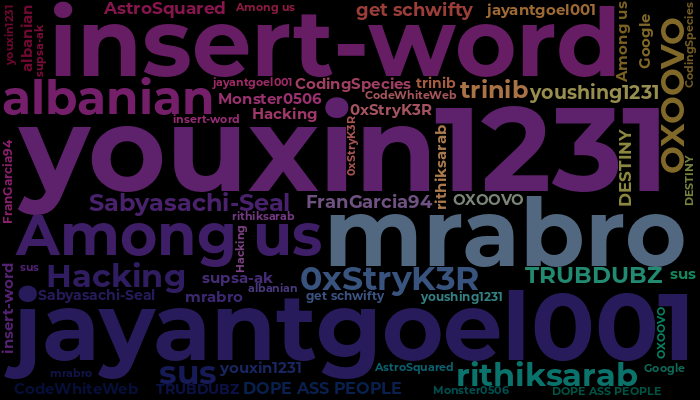 AstroSquared
Among us
get schwifty
jayantgoel001
insert-word
youxin1231
albanian
supsa-ak
Among us
Google
OXOOVO
CodingSpecies
albanian
jayantgoel001
CodingSpecies
trinib
trinib
youshing1231
Monster0506
CodeWhiteWeb
insert-word
Hacking
0xStryK3R
youxin1231
0xStryK3R
rithiksarab
DESTINY
DESTINY
FranGarcia94
Sabyasachi-Seal
FranGarcia94
OXOOVO
rithiksarab
Among us
Hacking
mrabro
sus
Hacking
supsa-ak
albanian
0xStryK3R
TRUBDUBZ
sus
insert-word
Sabyasachi-Seal
mrabro
get schwifty
youshing1231
jayantgoel001
OXOOVO
mrabro
sus
youxin1231
AstroSquared
rithiksarab
Google
CodeWhiteWeb
TRUBDUBZ
DOPE ASS PEOPLE
Monster0506
DOPE ASS PEOPLE